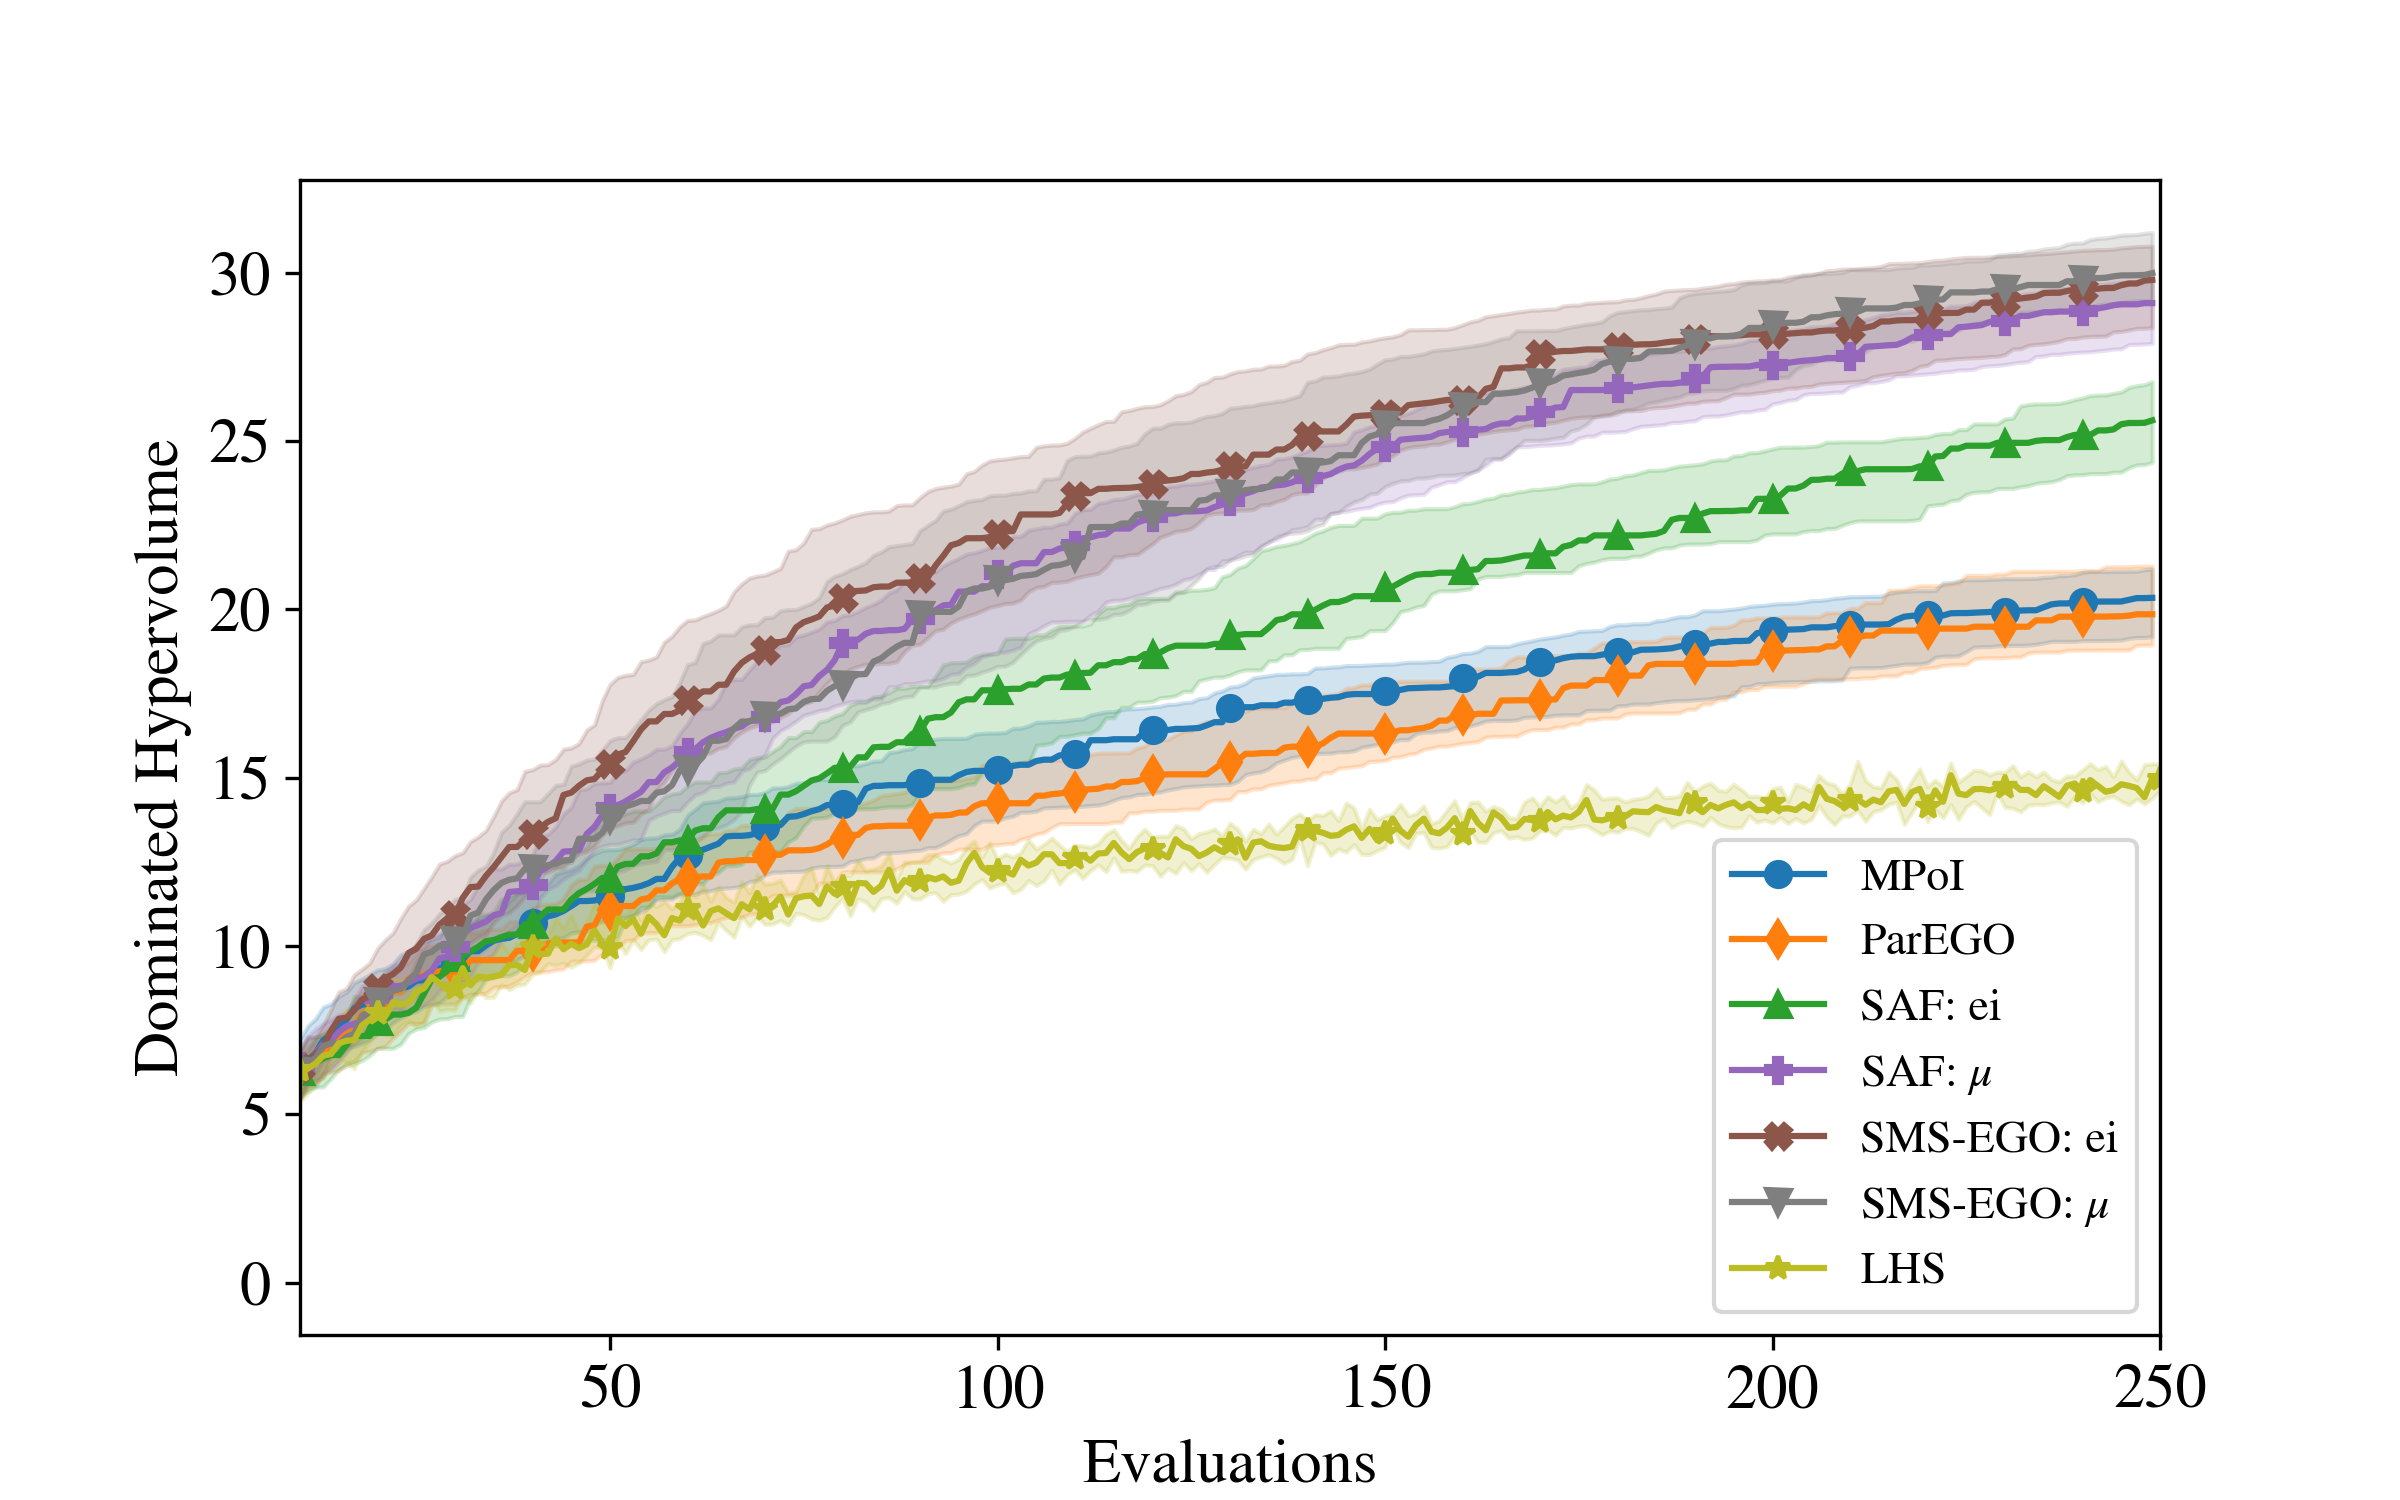 Dominated Hypervolume
30
25
20
15
10
5
0
50 100 150 200 250
Evaluations
MPoI
ParEGO
SAF: ei
SAF: μ
SMS-EGO: ei
SMS-EGO: μ
LHS